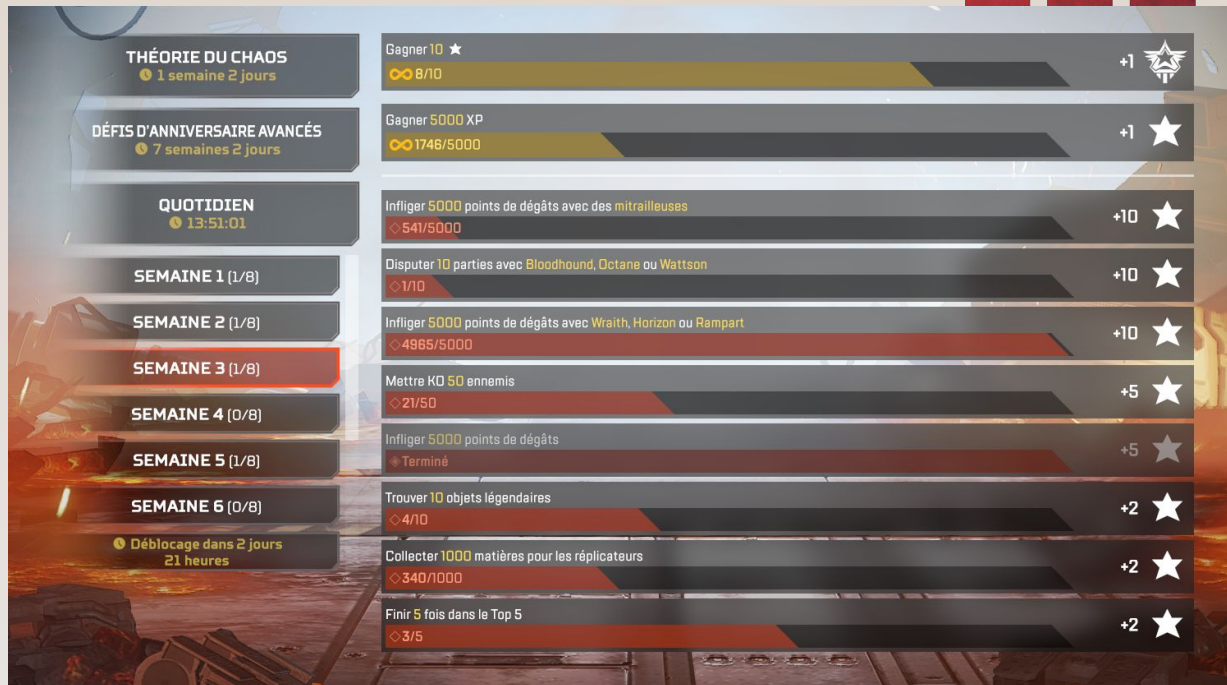 THÉORIE DU CHAOS
1 semaine 2 jours
DÉFIS D'ANNIVERSAIRE AVANCÉS
7 semaines 2 jours
QUOTIDIEN
13:51:01
SEMAINE 1 (1/8)
SEMAINE 2 (1/8)
SEMAINE 3 (1/8)
SEMAINE 4 (0/8)
SEMAINE 5 (1/8)
SEMAINE 6 (0/8)
Déblocage dans 2 jours
21 heures
Gagner 10 ★
8/10
+1
Gagner 5000 XP
1746/5000
+1
Infliger 5000 points de dégâts avec des mitrailleuses
541/5000
+10
Disputer 10 parties avec Bloodhound, Octane ou Wattson
1/10
+10
Infliger 5000 points de dégâts avec Wraith, Horizon ou Rampart
4965/5000
+10
Mettre KO 50 ennemis
21/50
+5
Infliger 5000 points de dégâts
Terminé
+5
Trouver 10 objets légendaires
4/10
+2
Collecter 1000 matières pour les réplicateurs
340/1000
+2
Finir 5 fois dans le Top 5
3/5
+2